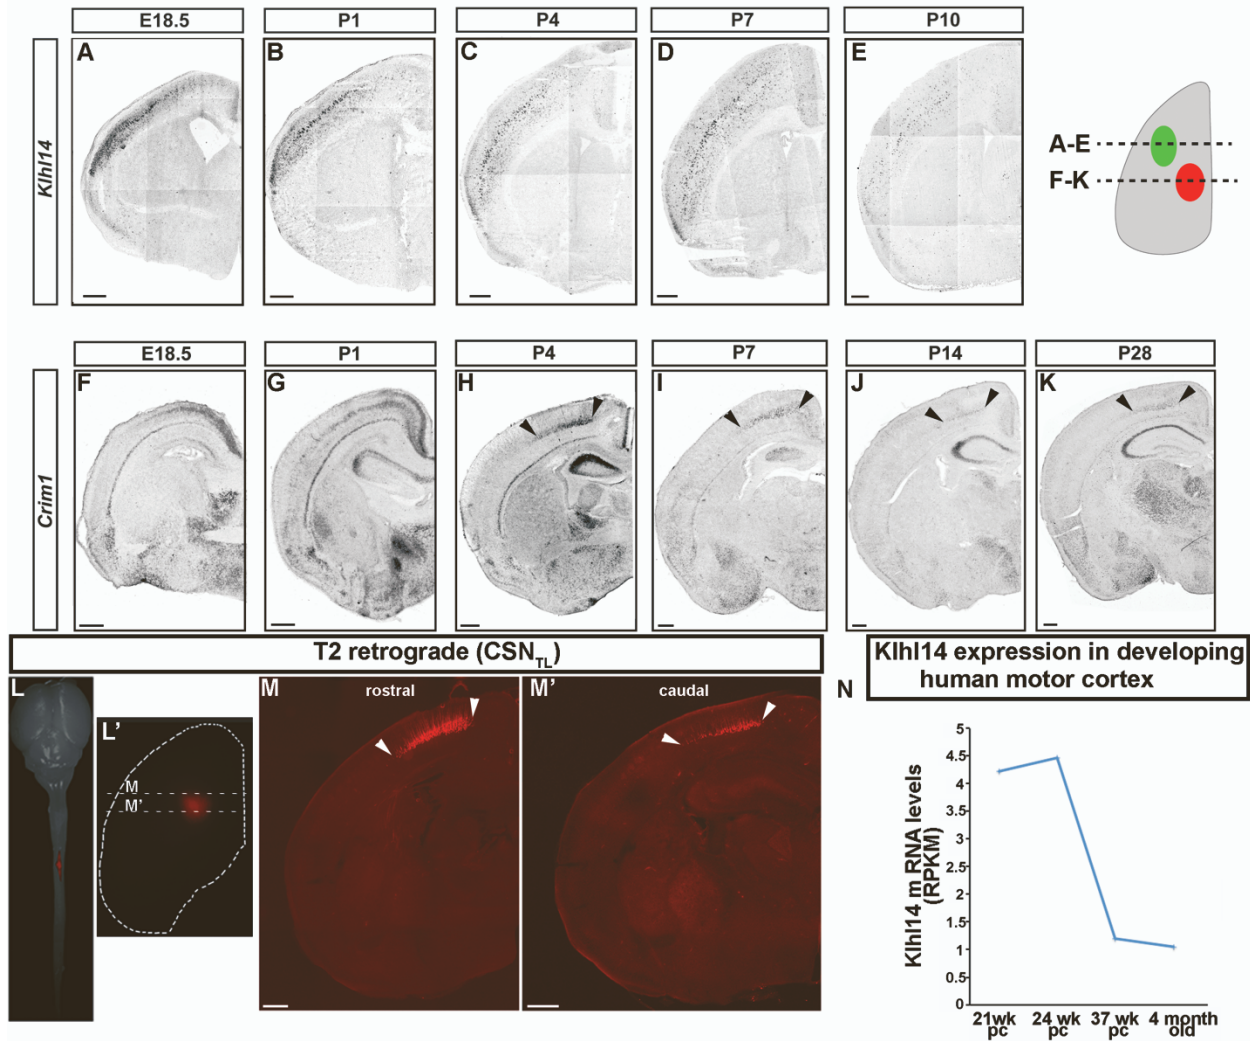 E18.5
P1
P4
P7
P10
Klhl14
A
B
C
D
E
A-E
F-K
E18.5
P1
P4
P7
P14
P28
Crim1
F
G
H
I
J
K
T2 retrograde (CSNTL)
Klhl14 expression in developing
human motor cortex
L
L'
M
M'
M
rostral
M'
caudal
N
Klhl14 m RNA levels
(RPKM)
5
4.5
4
3.5
3
2.5
2
1.5
1
0.5
0
21wk
pc
24 wk
pc
37 wk
pc
4 month
old